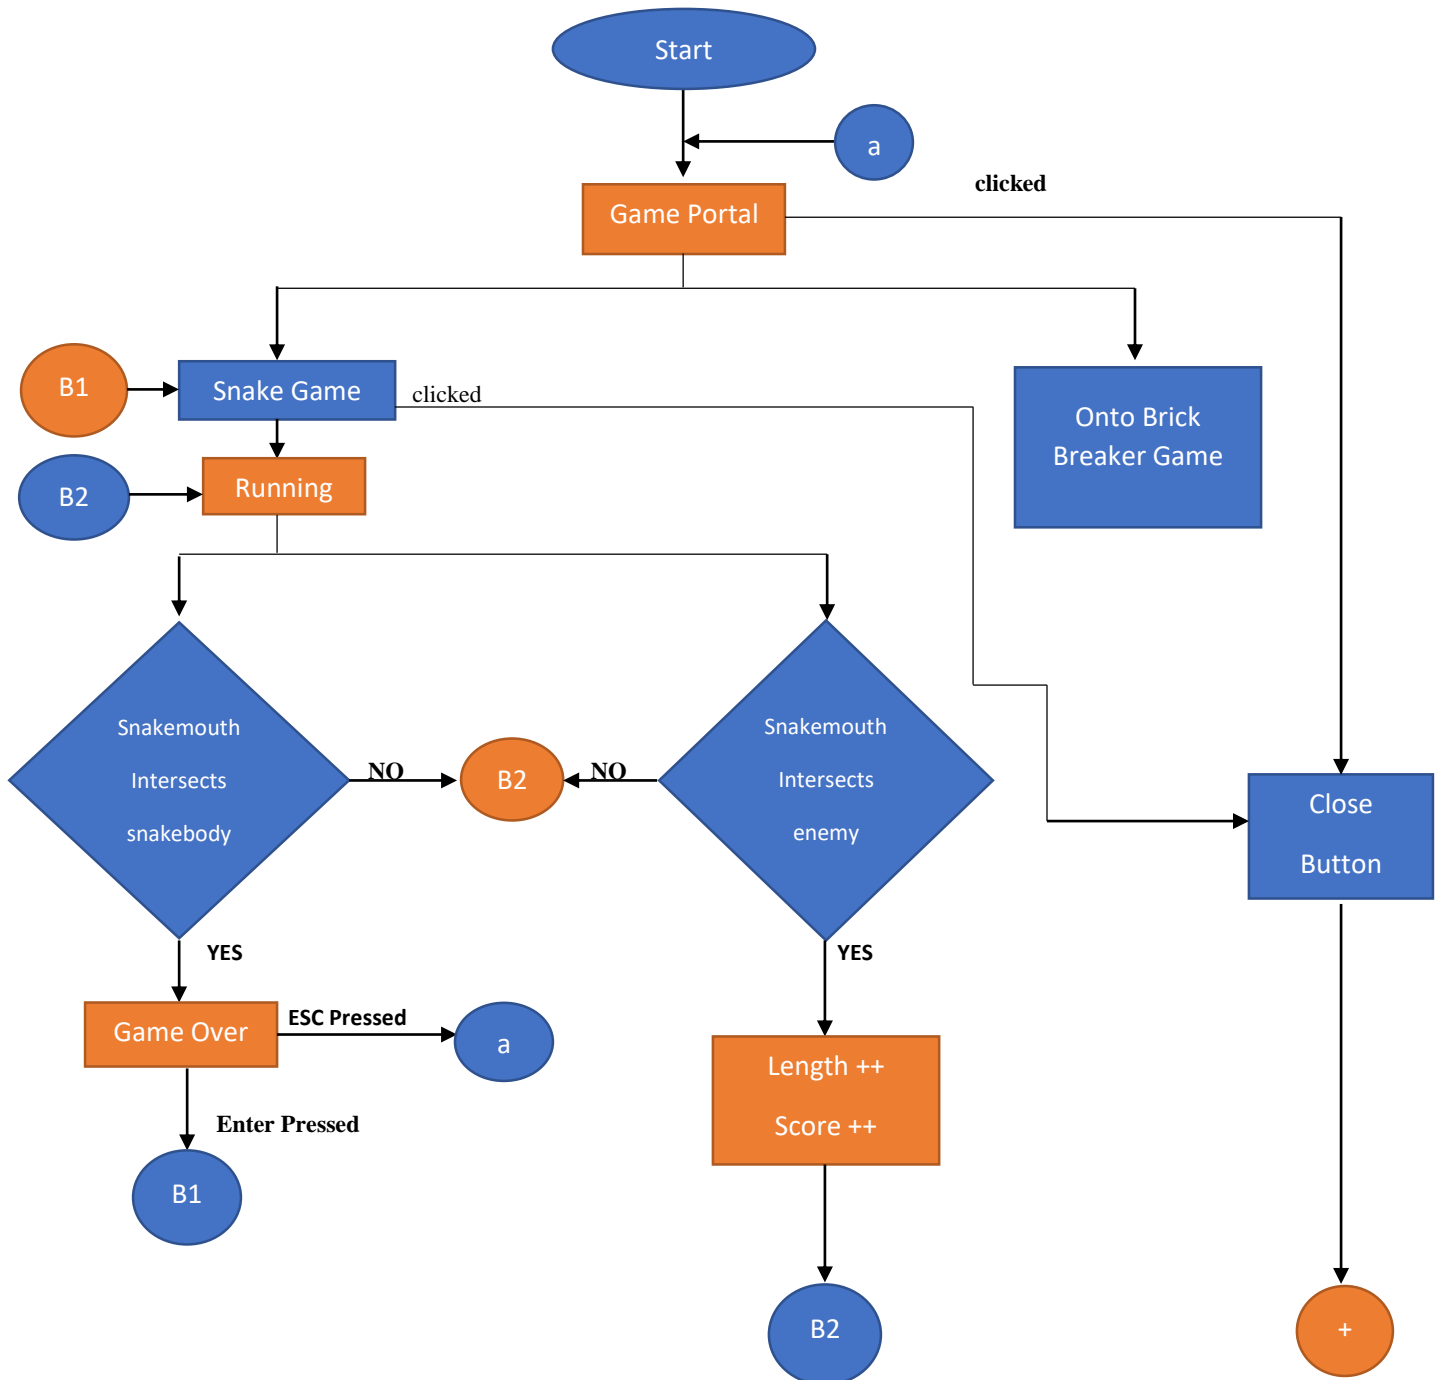 Start
a
clicked
Game Portal
B1
Snake Game
clicked
Onto Brick
Breaker Game
B2
Running
Snakemouth
Intersects
snakebody
NO
B2
NO
Snakemouth
Intersects
enemy
Close
Button
YES
YES
Game Over
ESC Pressed
a
Length ++
Score ++
Enter Pressed
B1
B2
+